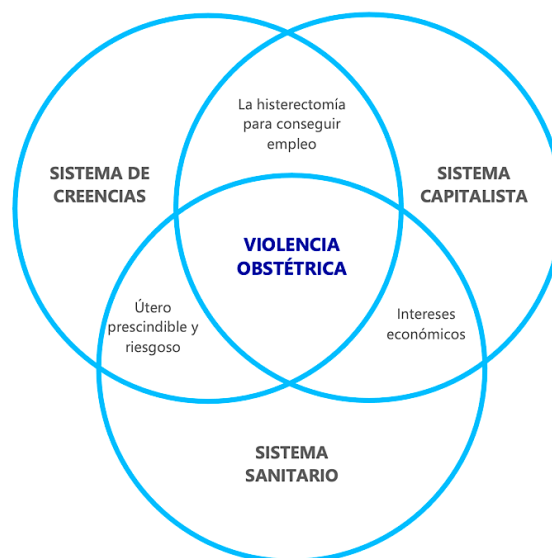 La histerectomía
para conseguir
empleo
SISTEMA DE
CREENCIAS
SISTEMA
CAPITALISTA
VIOLENCIA
OBSTÉTRICA
Útero
prescindible y
riesgoso
Intereses
económicos
SISTEMA
SANITARIO